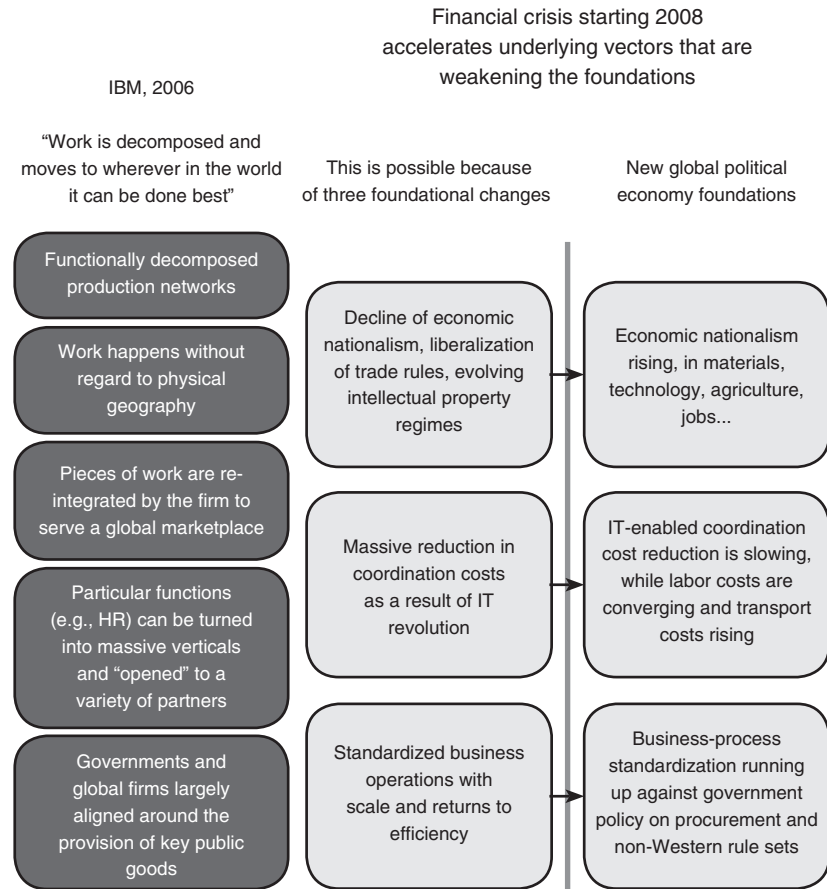 Financial crisis starting 2008
accelerates underlying vectors that are
weakening the foundations
IBM, 2006
“Work is decomposed and
moves to wherever in the world
it can be done best”
This is possible because
of three foundational changes
New global political
economy foundations
Functionally decomposed
production networks
Work happens without
regard to physical
geography
Pieces of work are re-
integrated by the firm to
serve a global marketplace
Particular functions
(e.g., HR) can be turned
into massive verticals
and “opened” to a
variety of partners
Governments and
global firms largely
aligned around the
provision of key public
goods
Decline of economic
nationalism, liberalization
of trade rules, evolving
intellectual property
regimes
Economic nationalism
rising, in materials,
technology, agriculture,
jobs...
Massive reduction in
coordination costs
as a result of IT
revolution
IT-enabled coordination
cost reduction is slowing,
while labor costs are
converging and transport
costs rising
Standardized business
operations with
scale and returns to
efficiency
Business-process
standardization running
up against government
policy on procurement and
non-Western rule sets